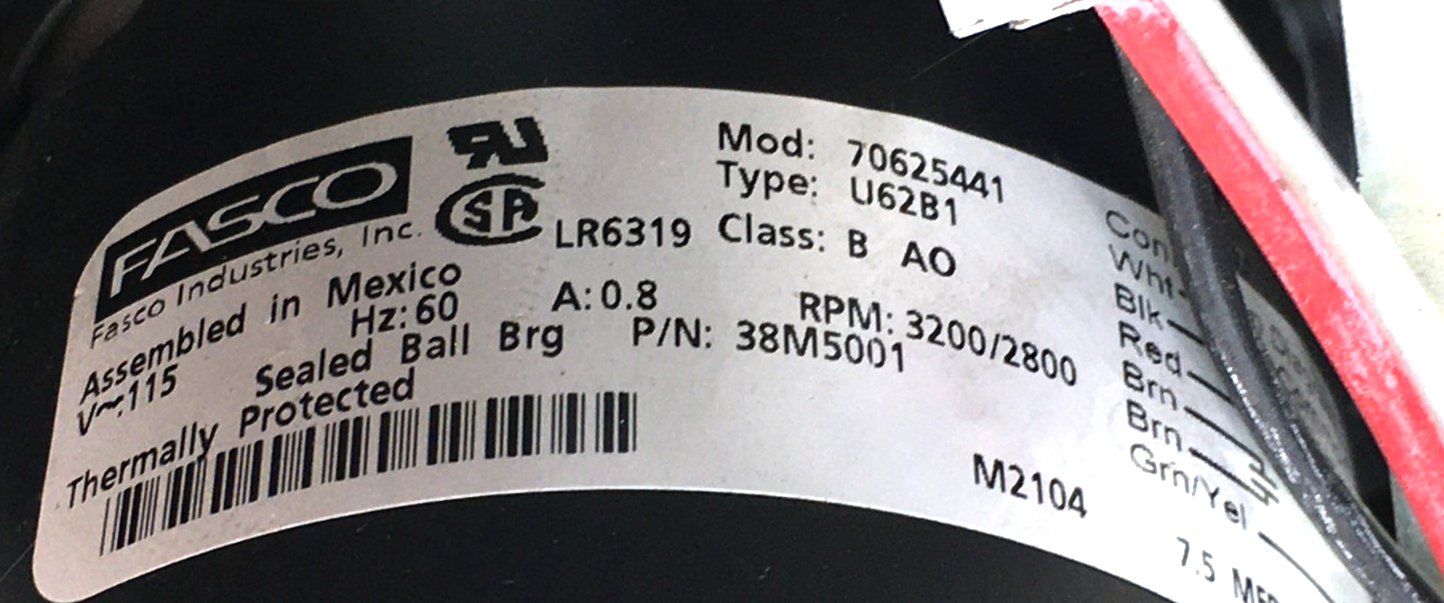 FASCO
Fasco Industries, Inc.
Assembled in Mexico
V~:115 Hz:60 A:0.8 RPM: 3200/2800
Sealed Ball Brg P/N: 38M5001
Thermally Protected
LR6319
Mod: 70625441
Type: U62B1
Class: B AO
M2104
Wht
Blk
Red
Brn
Brn
Grn/Yel
7.5